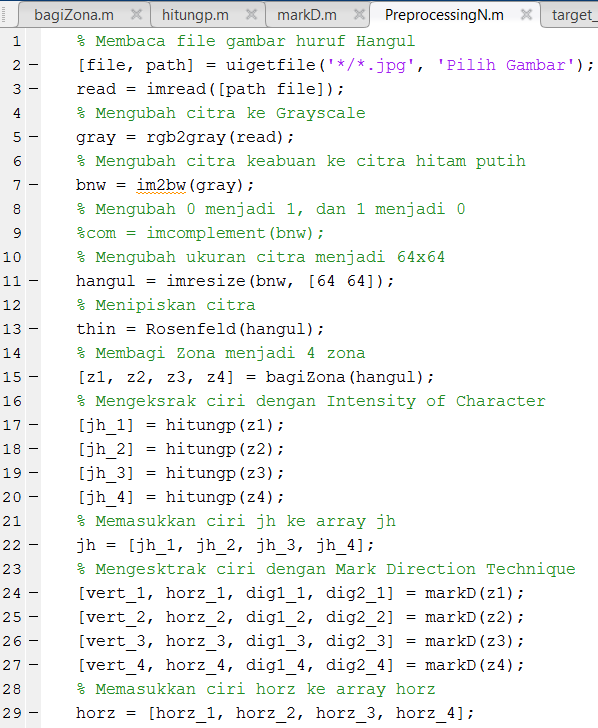 bagiZona.m hitungp.m markD.m PreprocessingN.m target_
1 % Membaca file gambar huruf Hangul
2 – [file, path] = uigetfile('*/*.jpg', 'Pilih Gambar');
3 – read = imread([path file]);
4 % Mengubah citra ke Grayscale
5 – gray = rgb2gray(read);
6 % Mengubah citra keabuan ke citra hitam putih
7 – bnw = im2bw(gray);
8 % Mengubah 0 menjadi 1, dan 1 menjadi 0
9 %com = imcomplement(bnw);
10 % Mengubah ukuran citra menjadi 64x64
11 – hangul = imresize(bnw, [64 64]);
12 % Menipiskan citra
13 – thin = Rosenfeld(hangul);
14 % Membagi Zona menjadi 4 zona
15 – [z1, z2, z3, z4] = bagiZona(hangul);
16 % Mengeksrak ciri dengan Intensity of Character
17 – [jh_1] = hitungp(z1);
18 – [jh_2] = hitungp(z2);
19 – [jh_3] = hitungp(z3);
20 – [jh_4] = hitungp(z4);
21 % Memasukkan ciri jh ke array jh
22 – jh = [jh_1, jh_2, jh_3, jh_4];
23 % Mengesktrak ciri dengan Mark Direction Technique
24 – [vert_1, horz_1, dig1_1, dig2_1] = markD(z1);
25 – [vert_2, horz_2, dig1_2, dig2_2] = markD(z2);
26 – [vert_3, horz_3, dig1_3, dig2_3] = markD(z3);
27 – [vert_4, horz_4, dig1_4, dig2_4] = markD(z4);
28 % Memasukkan ciri horz ke array horz
29 – horz = [horz_1, horz_2, horz_3, horz_4];